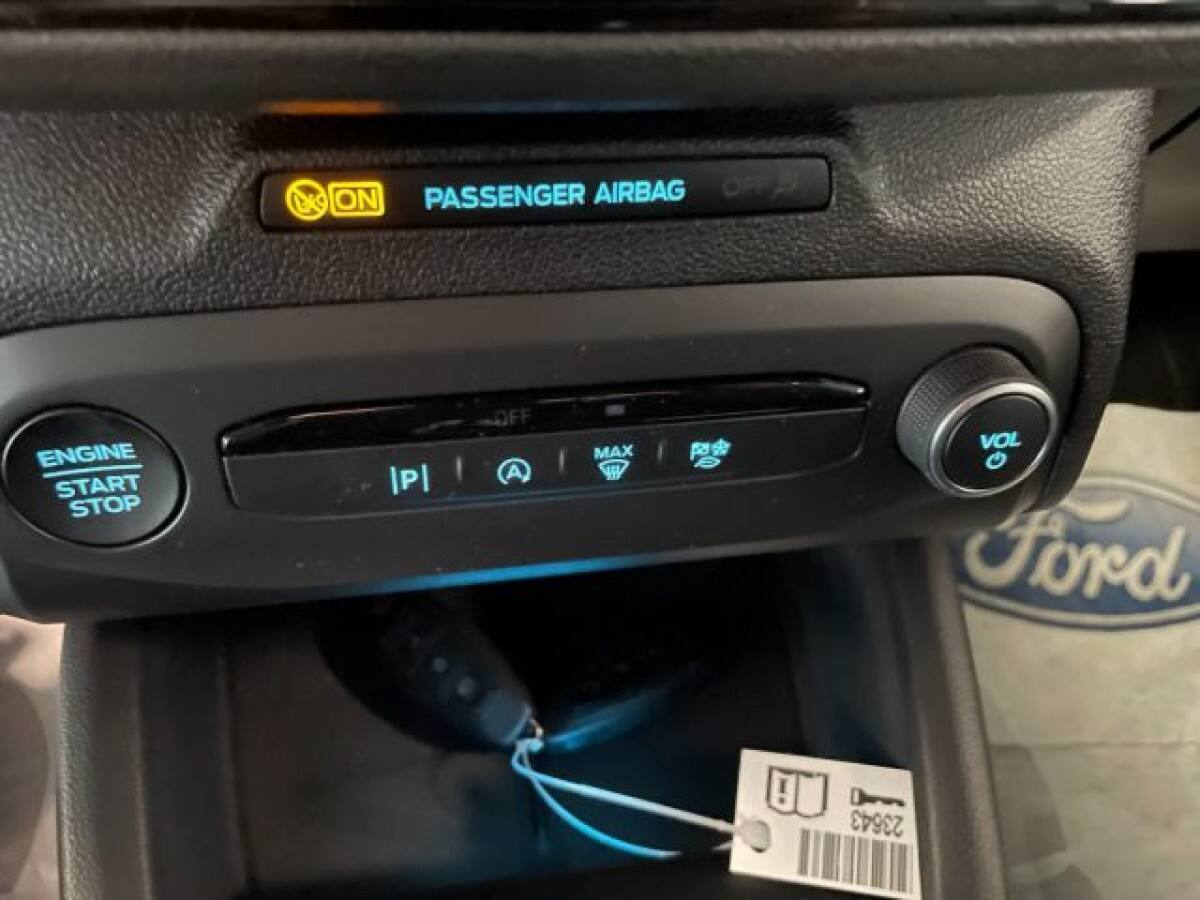 ON PASSENGER AIRBAG OFF
OFF
ENGINE
START
STOP
|P|
A
MAX
VOL
Ford
23643